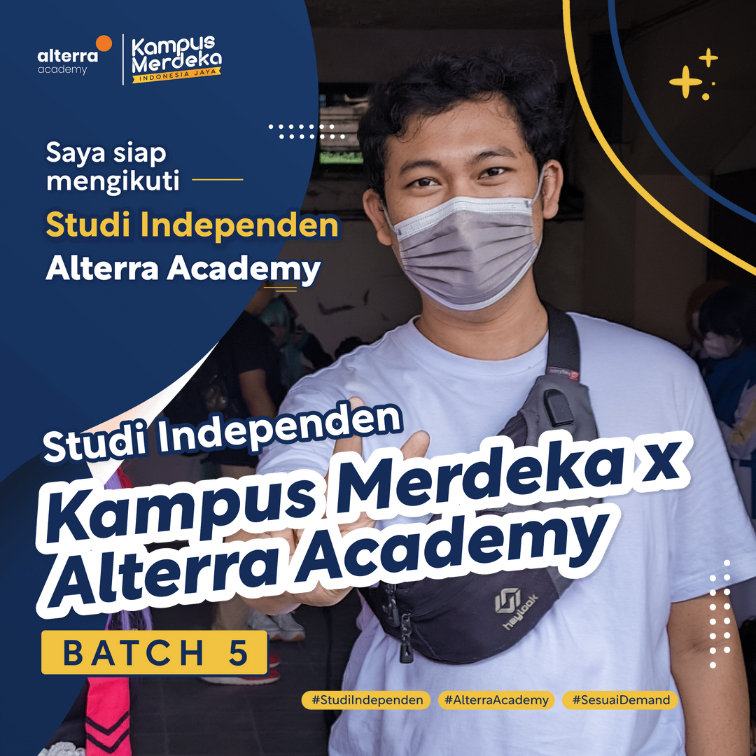 alterra
academy
Kampus
Merdeka
INDONESIA JAYA
Saya siap
mengikuti
Studi Independen
Alterra Academy
Studi Independen
Kampus Merdeka x
Alterra Academy
BATCH 5
heylook
#StudiIndependen #AlterraAcademy #SesuaiDemand